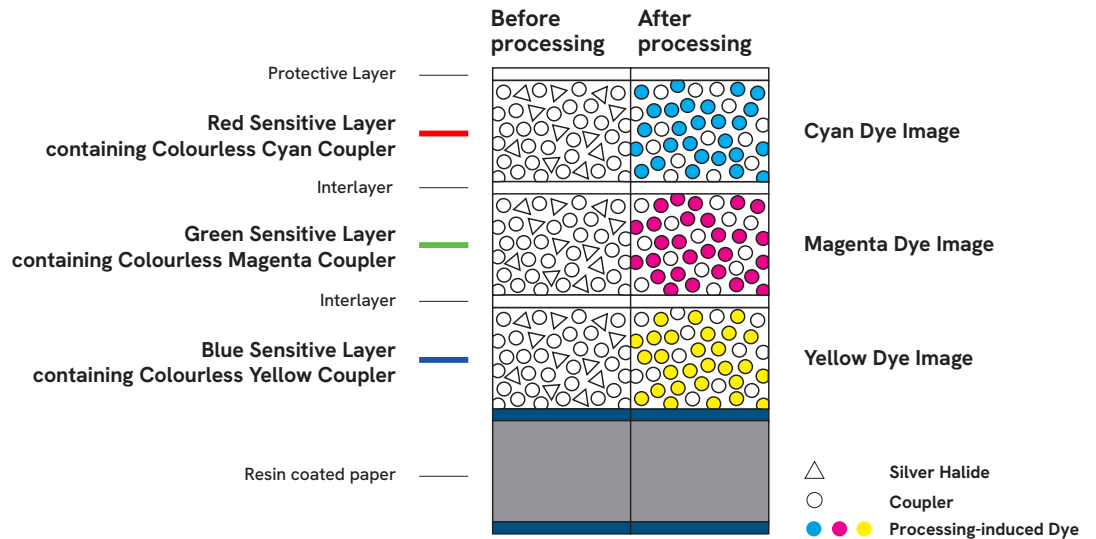 Before
processing
After
processing
Protective Layer
Red Sensitive Layer
containing Colourless Cyan Coupler
Cyan Dye Image
Interlayer
Green Sensitive Layer
containing Colourless Magenta Coupler
Magenta Dye Image
Interlayer
Blue Sensitive Layer
containing Colourless Yellow Coupler
Yellow Dye Image
Resin coated paper
Silver Halide
Coupler
Processing-induced Dye